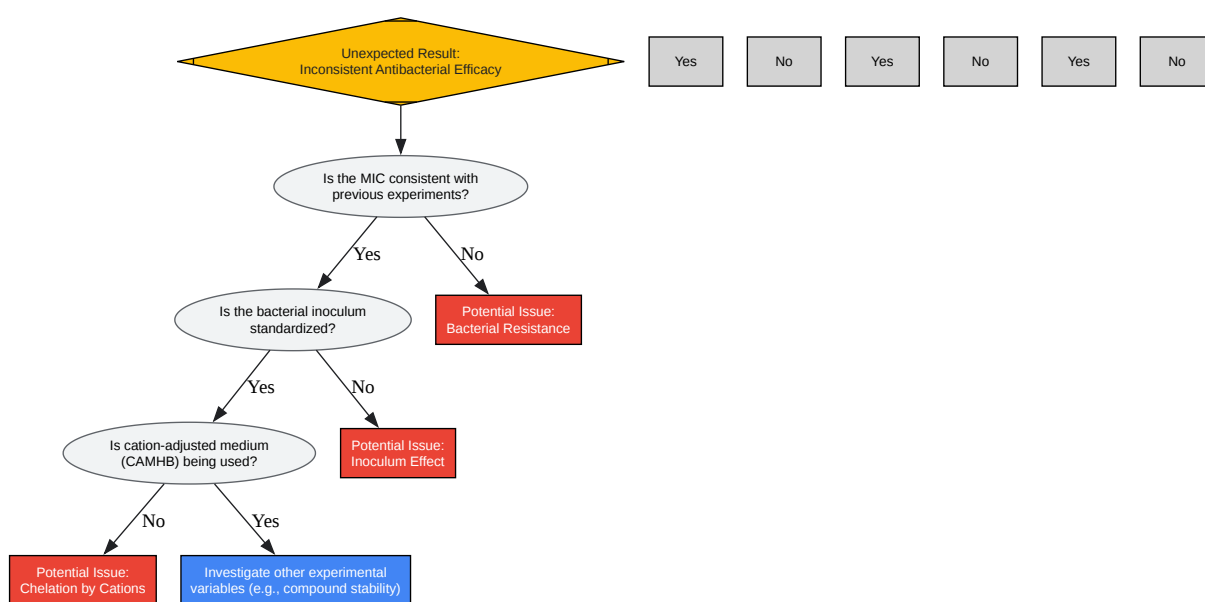 Unexpected Result:
Inconsistent Antibacterial Efficacy
Yes
No
Yes
No
Yes
No
Is the MIC consistent with
previous experiments?
Yes
No
Is the bacterial inoculum
standardized?
Potential Issue:
Bacterial Resistance
Yes
No
Is cation-adjusted medium
(CAMHB) being used?
Potential Issue:
Inoculum Effect
No
Yes
Potential Issue:
Chelation by Cations
Investigate other experimental
variables (e.g., compound stability)